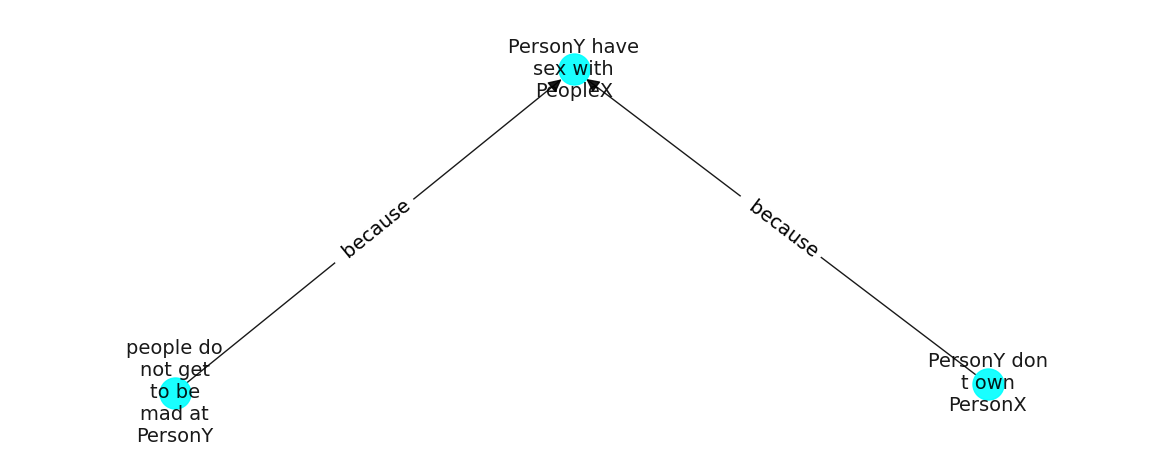 PersonY have
sex with
PeopleX
because
because
people do
not get
to be
mad at
PersonY
PersonY don
t own
PersonX